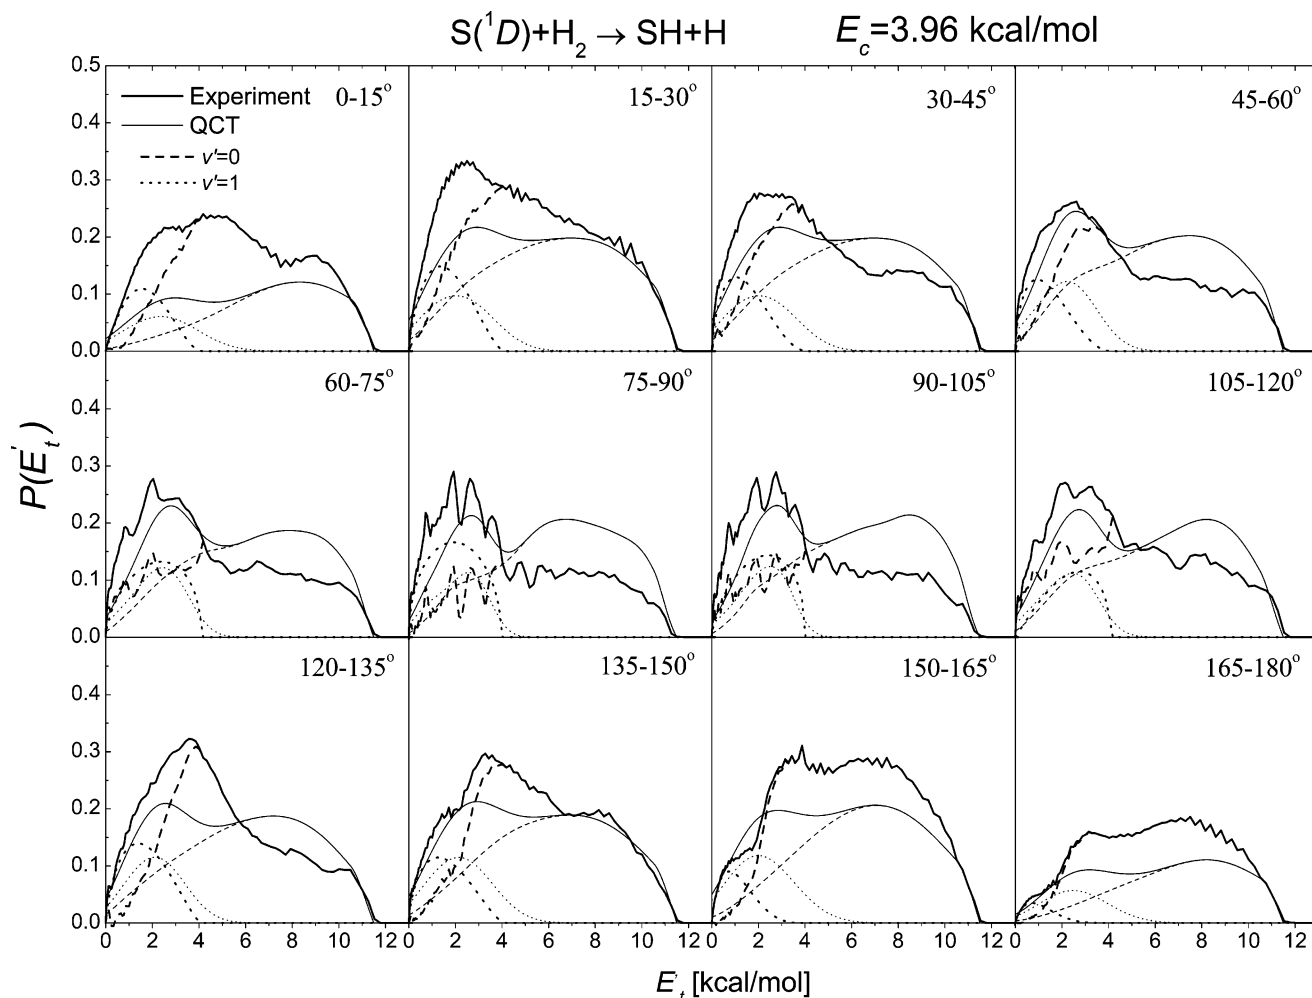 S(¹D)+H₂ → SH+H E_c=3.96 kcal/mol
0.5 Experiment 0-15° 15-30° 30-45° 45-60°
QCT
0.4
v'=0
v'=1
0.3
0.2
0.1
0.0
60-75° 75-90° 90-105° 105-120°
0.4
0.3
0.2
0.1
0.0
P(E'_t)
120-135° 135-150° 150-165° 165-180°
0.4
0.3
0.2
0.1
0.0
0 2 4 6 8 10 12 0 2 4 6 8 10 12 0 2 4 6 8 10 12 0 2 4 6 8 10 12
E'_t [kcal/mol]